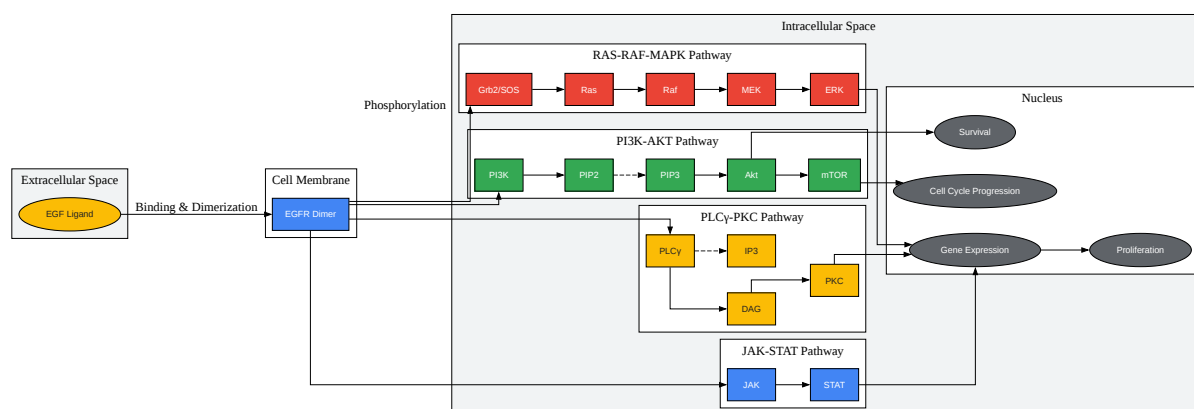 Intracellular Space
RAS-RAF-MAPK Pathway
Grb2/SOS
Ras
Raf
MEK
ERK
Phosphorylation
Nucleus
Survival
Cell Cycle Progression
Gene Expression
Proliferation
PI3K-AKT Pathway
PI3K
PIP2
PIP3
Akt
mTOR
Extracellular Space
EGF Ligand
Binding & Dimerization
Cell Membrane
EGFR Dimer
PLCγ-PKC Pathway
PLCγ
IP3
DAG
PKC
JAK-STAT Pathway
JAK
STAT